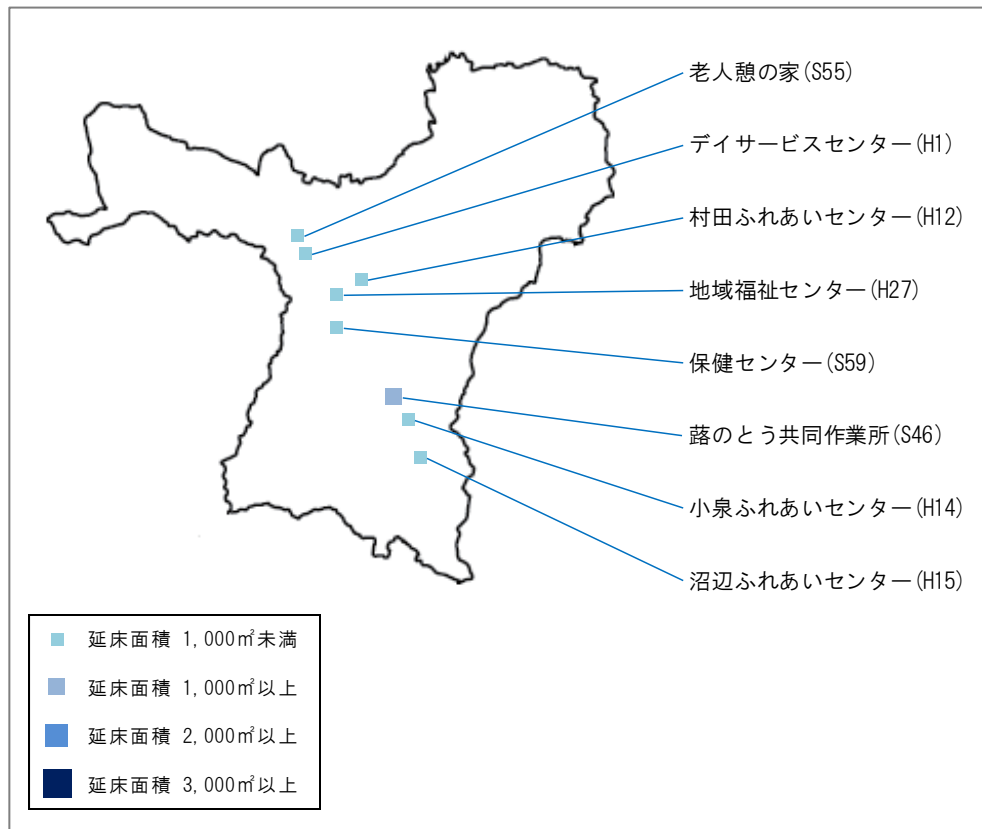 老人憩の家(S55)
デイサービスセンター(H1)
村田ふれあいセンター(H12)
地域福祉センター(H27)
保健センター(S59)
蕗のとう共同作業所(S46)
小泉ふれあいセンター(H14)
沼辺ふれあいセンター(H15)
延床面積 1,000㎡未満
延床面積 1,000㎡以上
延床面積 2,000㎡以上
延床面積 3,000㎡以上